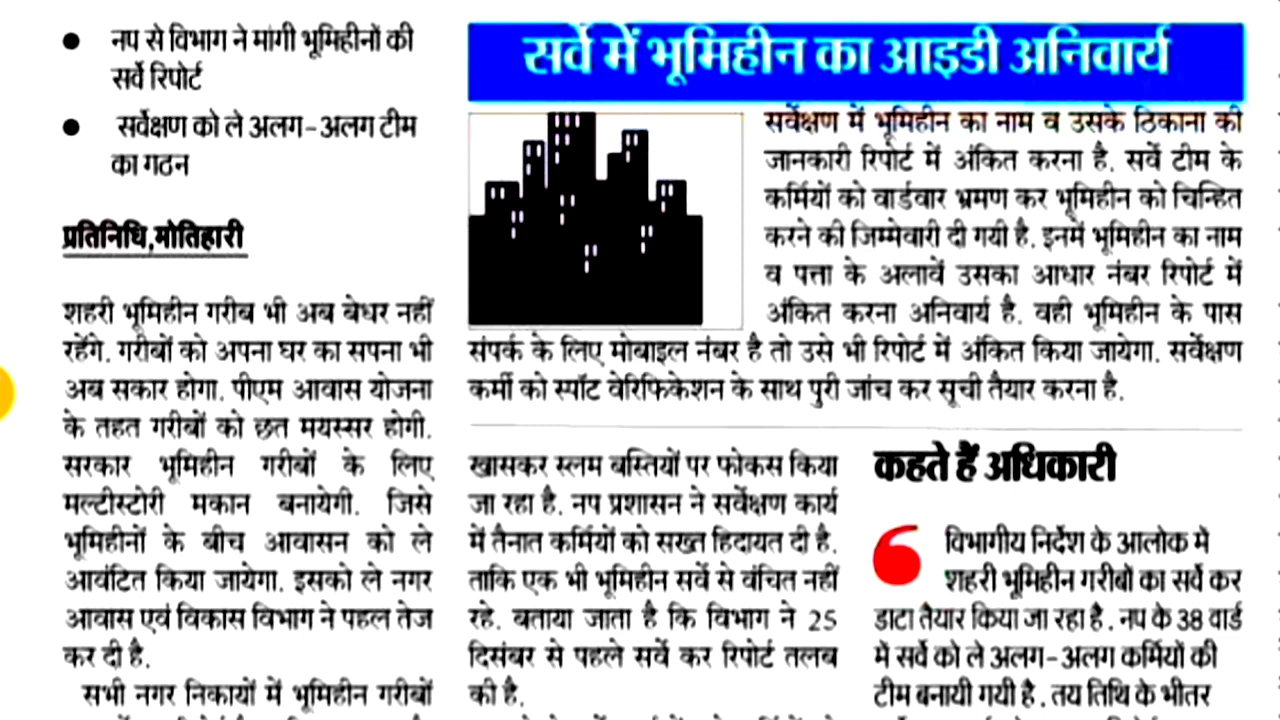 नप से विभाग ने मांगी भूमिहीनों की
सर्वे रिपोर्ट
सर्वेक्षण को ले अलग-अलग टीम
का गठन
प्रतिनिधि,मोतिहारी
शहरी भूमिहीन गरीब भी अब बेघर नहीं
रहेंगे. गरीबों को अपना घर का सपना भी
अब सकार होगा. पीएम आवास योजना
के तहत गरीबों को छत मयस्सर होगी.
सरकार भूमिहीन गरीबों के लिए
मल्टीस्टोरी मकान बनायेगी. जिसे
भूमिहीनों के बीच आवासन को ले
आवंटित किया जायेगा. इसको ले नगर
आवास एवं विकास विभाग ने पहल तेज
कर दी है.
सभी नगर निकायों में भूमिहीन गरीबों
सर्वे में भूमिहीन का आइडी अनिवार्य
सर्वेक्षण में भूमिहीन का नाम व उसके ठिकाना की
जानकारी रिपोर्ट में अंकित करना है. सर्वे टीम के
कर्मियों को वार्डवार भ्रमण कर भूमिहीन को चिन्हित
करने की जिम्मेवारी दी गयी है. इनमें भूमिहीन का नाम
व पत्ता के अलावें उसका आधार नंबर रिपोर्ट में
अंकित करना अनिवार्य है. वही भूमिहीन के पास
संपर्क के लिए मोबाइल नंबर है तो उसे भी रिपोर्ट में अंकित किया जायेगा. सर्वेक्षण
कर्मी को स्पॉट वेरिफिकेशन के साथ पुरी जांच कर सूची तैयार करना है.
खासकर स्लम बस्तियों पर फोकस किया
जा रहा है. नप प्रशासन ने सर्वेक्षण कार्य
में तैनात कर्मियों को सख्त हिदायत दी है.
ताकि एक भी भूमिहीन सर्वे से वंचित नहीं
रहे. बताया जाता है कि विभाग ने 25
दिसंबर से पहले सर्वे कर रिपोर्ट तलब
की है.
कहते हैं अधिकारी
विभागीय निर्देश के आलोक में
शहरी भूमिहीन गरीबों का सर्वे कर
डाटा तैयार किया जा रहा है. नप के 38 वार्ड
में सर्वे को ले अलग-अलग कर्मियों की
टीम बनायी गयी है. तय तिथि के भीतर